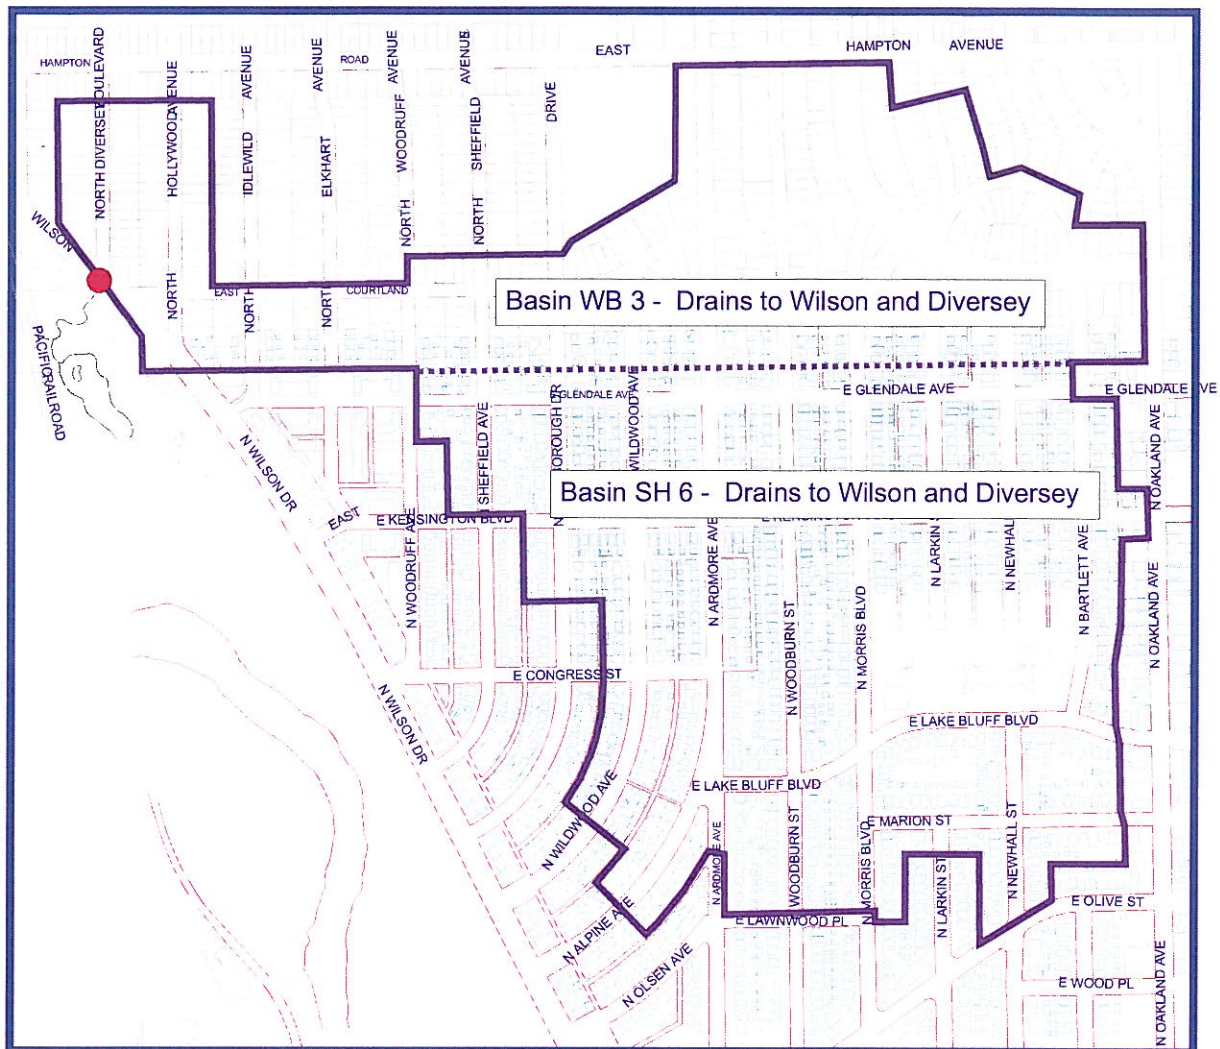 EAST
HAMPTON
AVENUE
HAMPTON
ROAD
NORTH DIVERSEY BOULEVARD
HOLLYWOOD AVENUE
NORTH
IDLEWILD
AVENUE
NORTH
ELKHART
AVENUE
NORTH
WOODRUFF
AVENUE
NORTH
SHEFFIELD
AVENUE
NORTH
DRIVE
WILSON
EAST
COURTLAND
PACIFIC RAILROAD
Basin WB 3 - Drains to Wilson and Diversey
E GLENDALE AVE
E GLENDALE AVE
E GLENDALE AVE
N WILSON DR
EAST
E KENSINGTON BLVD
N SHEFFIELD AVE
OROUGH DR
WILDWOOD AVE
Basin SH 6 - Drains to Wilson and Diversey
N OAKLAND AVE
N WOODRUFF AVE
N ARDMORE AVE
N WOODBURN ST
N MORRIS BLVD
N LARKIN
N NEWHALL
N BARTLETT AVE
N OAKLAND AVE
E CONGRESS ST
N WILSON DR
E LAKE BLUFF BLVD
E LAKE BLUFF BLVD
E MARION ST
N WILDWOOD AVE
N ARDMORE AVE
WOODBURN ST
N MORRIS BLVD
N LARKIN ST
N NEWHALL ST
E OLIVE ST
E LAWNWOOD PL
N ALPINE AVE
N OLSEN AVE
E WOOD PL
N OAKLAND AVE